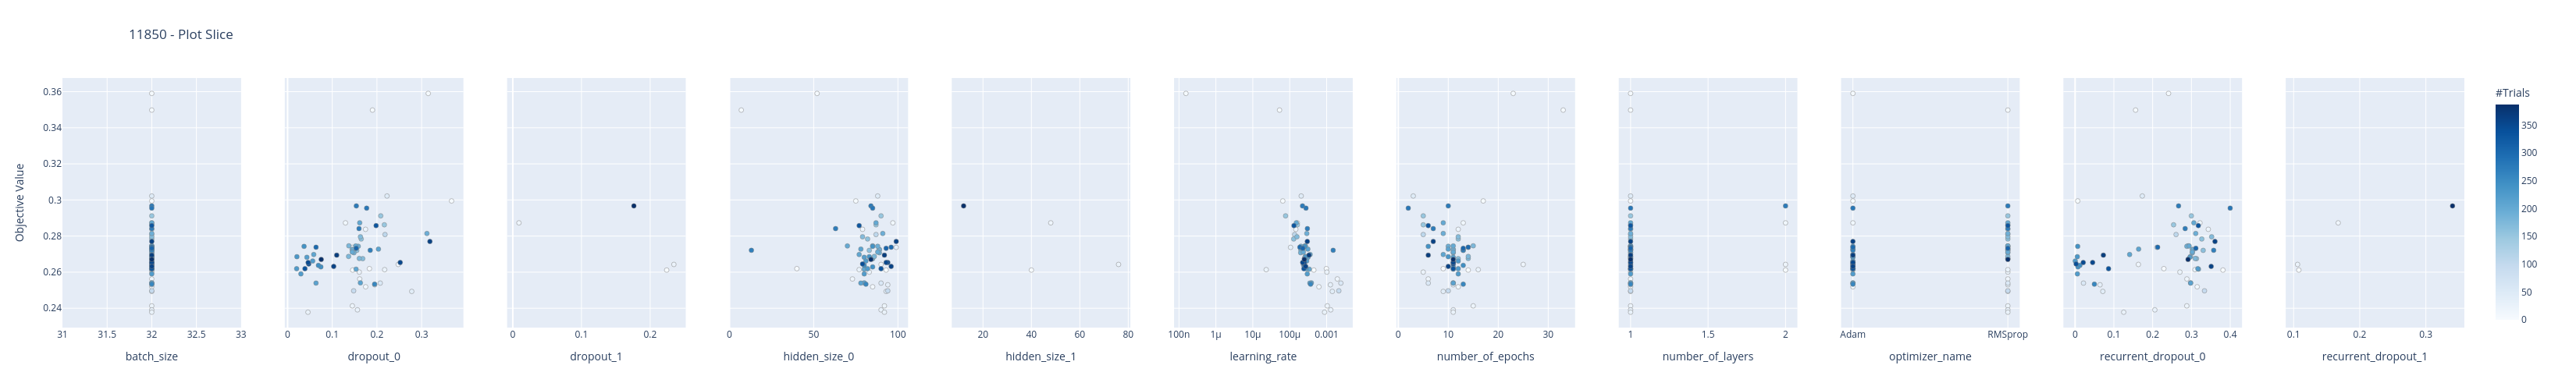 11850 - Plot Slice
#Trials
0.36
0.34
0.32
0.3
0.28
0.26
0.24
Objective Value
350
300
250
200
150
100
50
0
31 31.5 32 32.5 33
0 0.1 0.2 0.3
0 0.1 0.2
0 50 100
20 40 60 80
100n 1μ 10μ 100μ 0.001
0 10 20 30
1 1.5 2
Adam RMSprop
0 0.1 0.2 0.3 0.4
0.1 0.2 0.3
batch_size
dropout_0
dropout_1
hidden_size_0
hidden_size_1
learning_rate
number_of_epochs
number_of_layers
optimizer_name
recurrent_dropout_0
recurrent_dropout_1